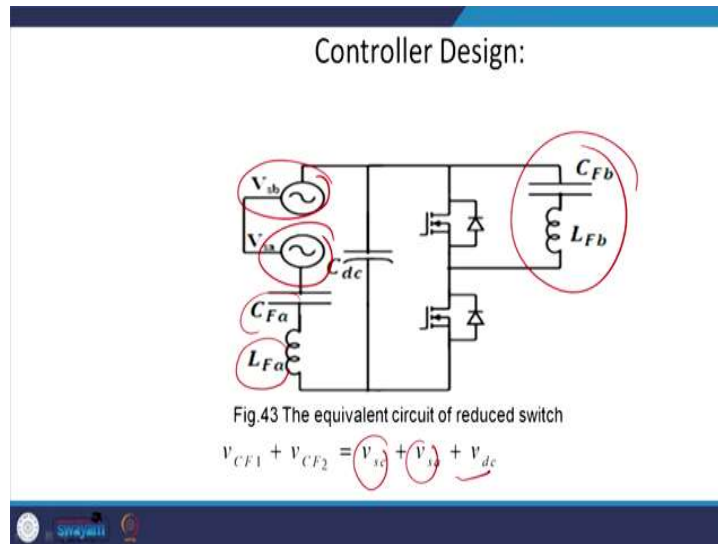 Controller Design:
V_sb
C_Fb
L_Fb
V_sa
C_dc
C_Fa
L_Fa
Fig.43 The equivalent circuit of reduced switch
v_CF1 + v_CF2 = v_sc + v_sa + v_dc
swayam